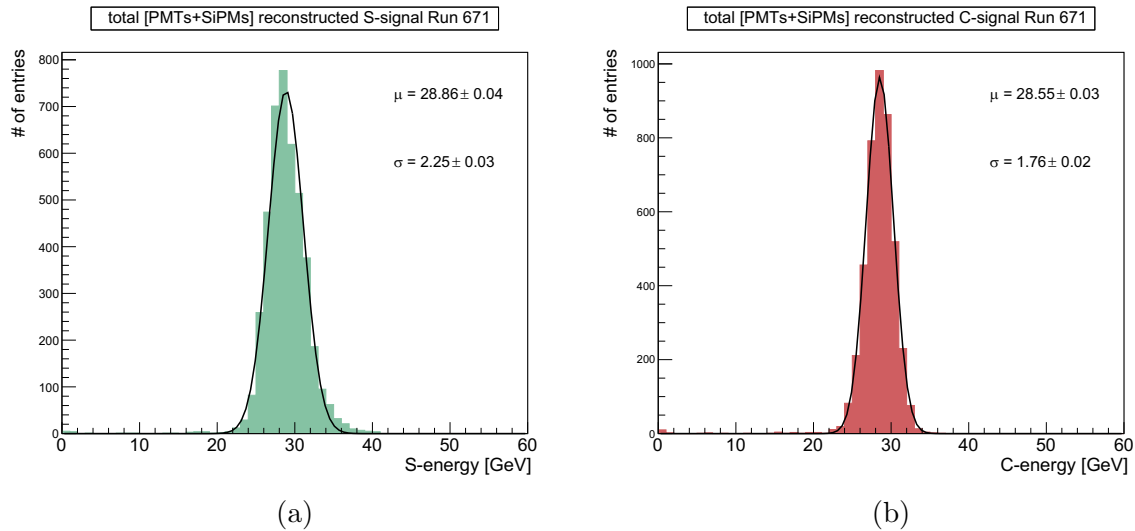 total [PMTs+SiPMs] reconstructed S-signal Run 671
# of entries
800
700
600
500
400
300
200
100
0
μ = 28.86 ± 0.04
σ = 2.25 ± 0.03
0 10 20 30 40 50 60
S-energy [GeV]
(a)
total [PMTs+SiPMs] reconstructed C-signal Run 671
# of entries
1000
800
600
400
200
0
μ = 28.55 ± 0.03
σ = 1.76 ± 0.02
0 10 20 30 40 50 60
C-energy [GeV]
(b)